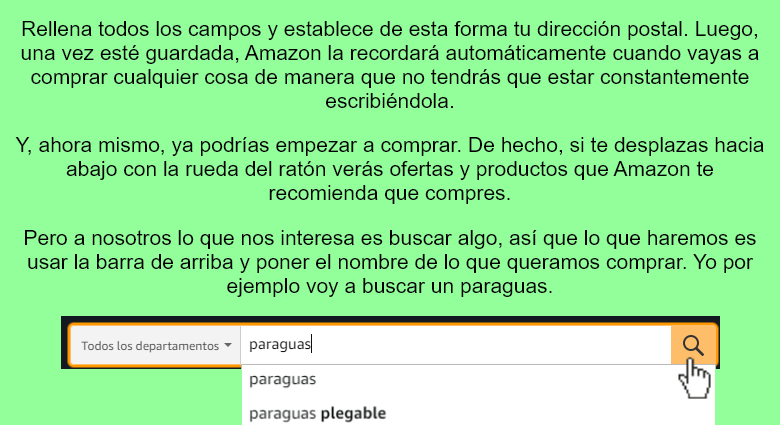 Rellena todos los campos y establece de esta forma tu dirección postal. Luego,
una vez esté guardada, Amazon la recordará automáticamente cuando vayas a
comprar cualquier cosa de manera que no tendrás que estar constantemente
escribiéndola.
Y, ahora mismo, ya podrías empezar a comprar. De hecho, si te desplazas hacia
abajo con la rueda del ratón verás ofertas y productos que Amazon te
recomienda que compres.
Pero a nosotros lo que nos interesa es buscar algo, así que lo que haremos es
usar la barra de arriba y poner el nombre de lo que queramos comprar. Yo por
ejemplo voy a buscar un paraguas.
Todos los departamentos paraguas
paraguas
paraguas plegable